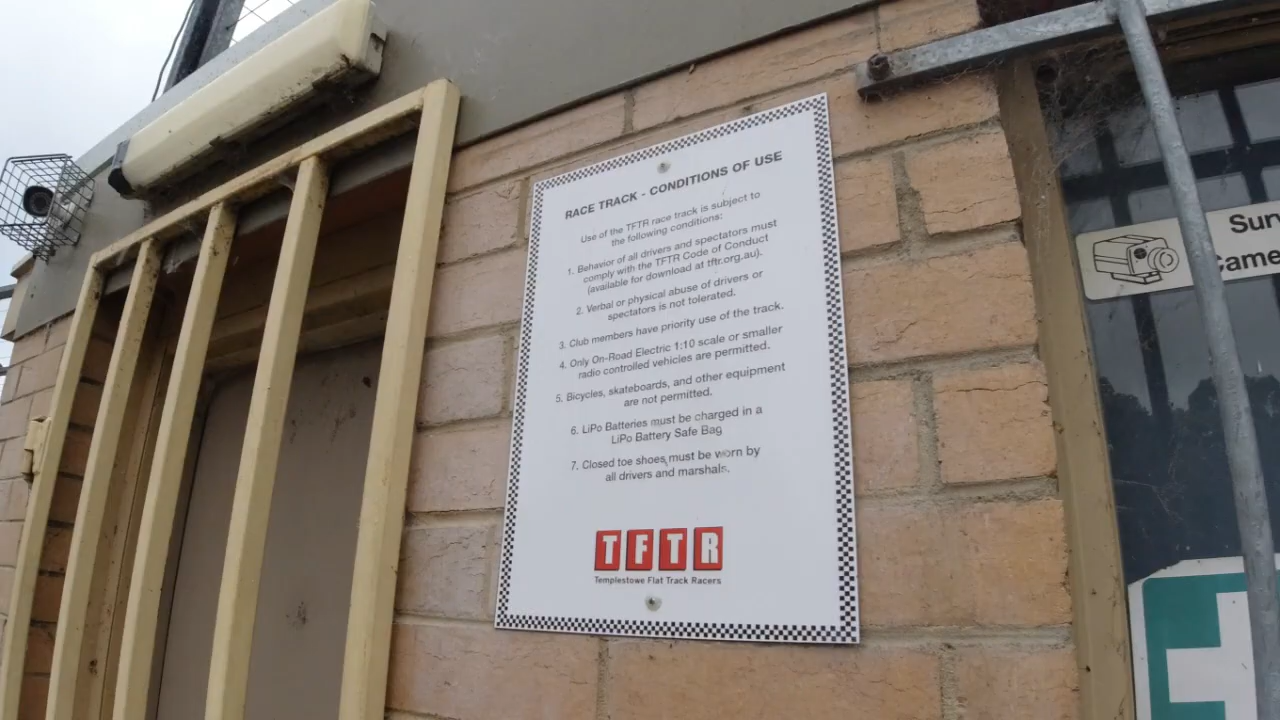 RACE TRACK - CONDITIONS OF USE
Use of the TFTR race track is subject to
the following conditions:
1. Behavior of all drivers and spectators must
comply with the TFTR Code of Conduct
(available for download at tftr.org.au).
2. Verbal or physical abuse of drivers or
spectators is not tolerated.
3. Club members have priority use of the track.
4. Only On-Road Electric 1:10 scale or smaller
radio controlled vehicles are permitted.
5. Bicycles, skateboards, and other equipment
are not permitted.
6. LiPo Batteries must be charged in a
LiPo Battery Safe Bag
7. Closed toe shoes must be worn by
all drivers and marshals.
TFTR
Templestowe Flat Track Racers